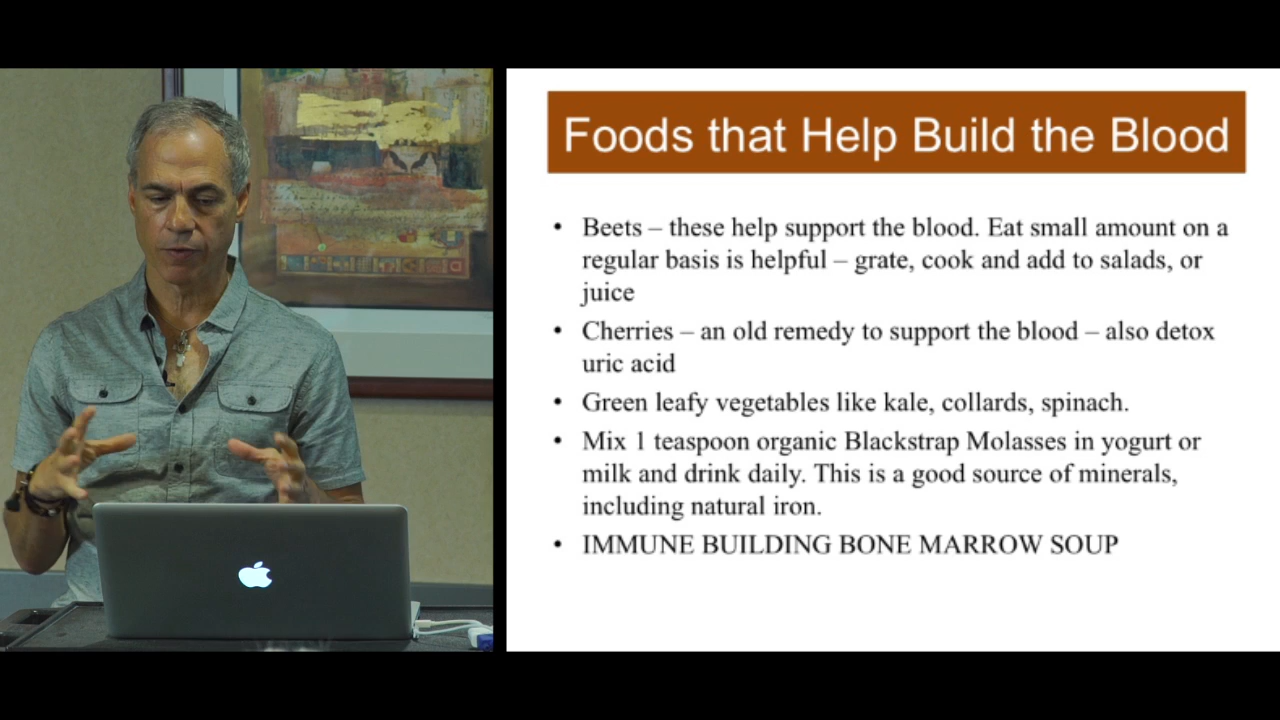 Foods that Help Build the Blood
• Beets – these help support the blood. Eat small amount on a
regular basis is helpful – grate, cook and add to salads, or
juice
• Cherries – an old remedy to support the blood – also detox
uric acid
• Green leafy vegetables like kale, collards, spinach.
• Mix 1 teaspoon organic Blackstrap Molasses in yogurt or
milk and drink daily. This is a good source of minerals,
including natural iron.
• IMMUNE BUILDING BONE MARROW SOUP